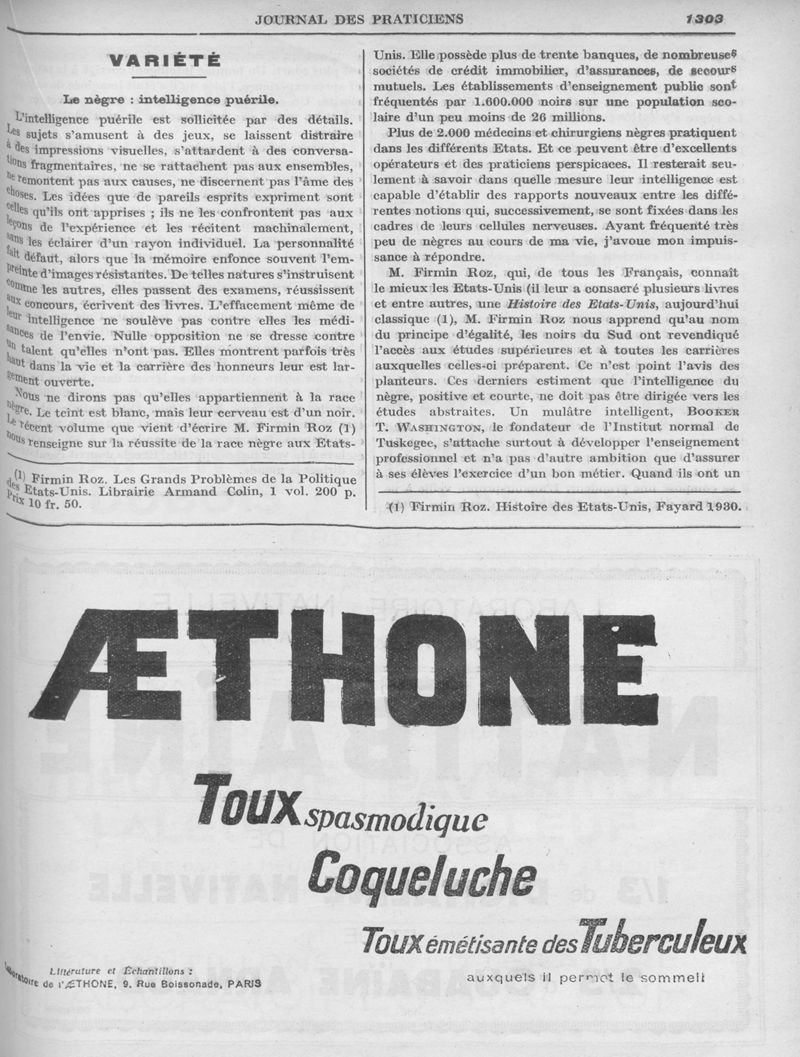 JOURNAL DES PRATICIENS
1303
VARIÉTÉ
Le nègre : intelligence puérile.
L'intelligence puérile est sollicitée par des détails.
Les sujets s'amusent à des jeux, se laissent distraire
à des impressions visuelles, s'attardent à des conversa-
tions fragmentaires, ne se rattachent pas aux ensembles,
ne remontent pas aux causes, ne discernent pas l'âme des
choses. Les idées que de pareils esprits expriment sont
celles qu'ils ont apprises ; ils ne les confrontent pas aux
leçons de l'expérience et les récitent machinalement,
sans les éclairer d'un rayon individuel. La personnalité
fait défaut, alors que la mémoire enfonce souvent l'em-
preinte d'images résistantes. De telles natures s'instruisent
comme les autres, elles passent des examens, réussissent
aux concours, écrivent des livres. L'effacement même de
leur intelligence ne soulève pas contre elles les médi-
sances de l'envie. Nulle opposition ne se dresse contre
un talent qu'elles n'ont pas. Elles montrent parfois très
haut dans la vie et la carrière des honneurs leur est lar-
gement ouverte.
Nous ne dirons pas qu'elles appartiennent à la race
nègre. Le teint est blanc, mais leur cerveau est d'un noir.
Le récent volume que vient d'écrire M. Firmin Roz (1)
nous renseigne sur la réussite de la race nègre aux Etats-
(1) Firmin Roz. Les Grands Problèmes de la Politique
des Etats-Unis. Librairie Armand Colin, 1 vol. 200 p.
Prix 10 fr. 50.
Unis. Elle possède plus de trente banques, de nombreuses
sociétés de crédit immobilier, d'assurances, de secours
mutuels. Les établissements d'enseignement public sont
fréquentés par 1.600.000 noirs sur une population sco-
laire d'un peu moins de 26 millions.
Plus de 2.000 médecins et chirurgiens nègres pratiquent
dans les différents Etats. Et ce peuvent être d'excellents
opérateurs et des praticiens perspicaces. Il resterait seu-
lement à savoir dans quelle mesure leur intelligence est
capable d'établir des rapports nouveaux entre les diffé-
rentes notions qui, successivement, se sont fixées dans les
cadres de leurs cellules nerveuses. Ayant fréquenté très
peu de nègres au cours de ma vie, j'avoue mon impuis-
sance à répondre.
M. Firmin Roz, qui, de tous les Français, connaît
le mieux les Etats-Unis (il leur a consacré plusieurs livres
et entre autres, une Histoire des Etats-Unis, aujourd'hui
classique (1), M. Firmin Roz nous apprend qu'au nom
du principe d'égalité, les noirs du Sud ont revendiqué
l'accès aux études supérieures et à toutes les carrières
auxquelles celles-ci préparent. Ce n'est point l'avis des
planteurs. Ces derniers estiment que l'intelligence du
nègre, positive et courte, ne doit pas être dirigée vers les
études abstraites. Un mulâtre intelligent, BOOKER
T. WASHINGTON, le fondateur de l'Institut normal de
Tuskegee, s'attache surtout à développer l'enseignement
professionnel et n'a pas d'autre ambition que d'assurer
à ses élèves l'exercice d'un bon métier. Quand ils ont un
(1) Firmin Roz. Histoire des Etats-Unis, Fayard 1930.
ÆTHONE
Toux spasmodique
Coqueluche
Toux émétisante des Tuberculeux
auxquels il permet le sommeil
Littérature et Échantillons :
Laboratoire de l'ÆTHONE, 9, Rue Boissonade, PARIS